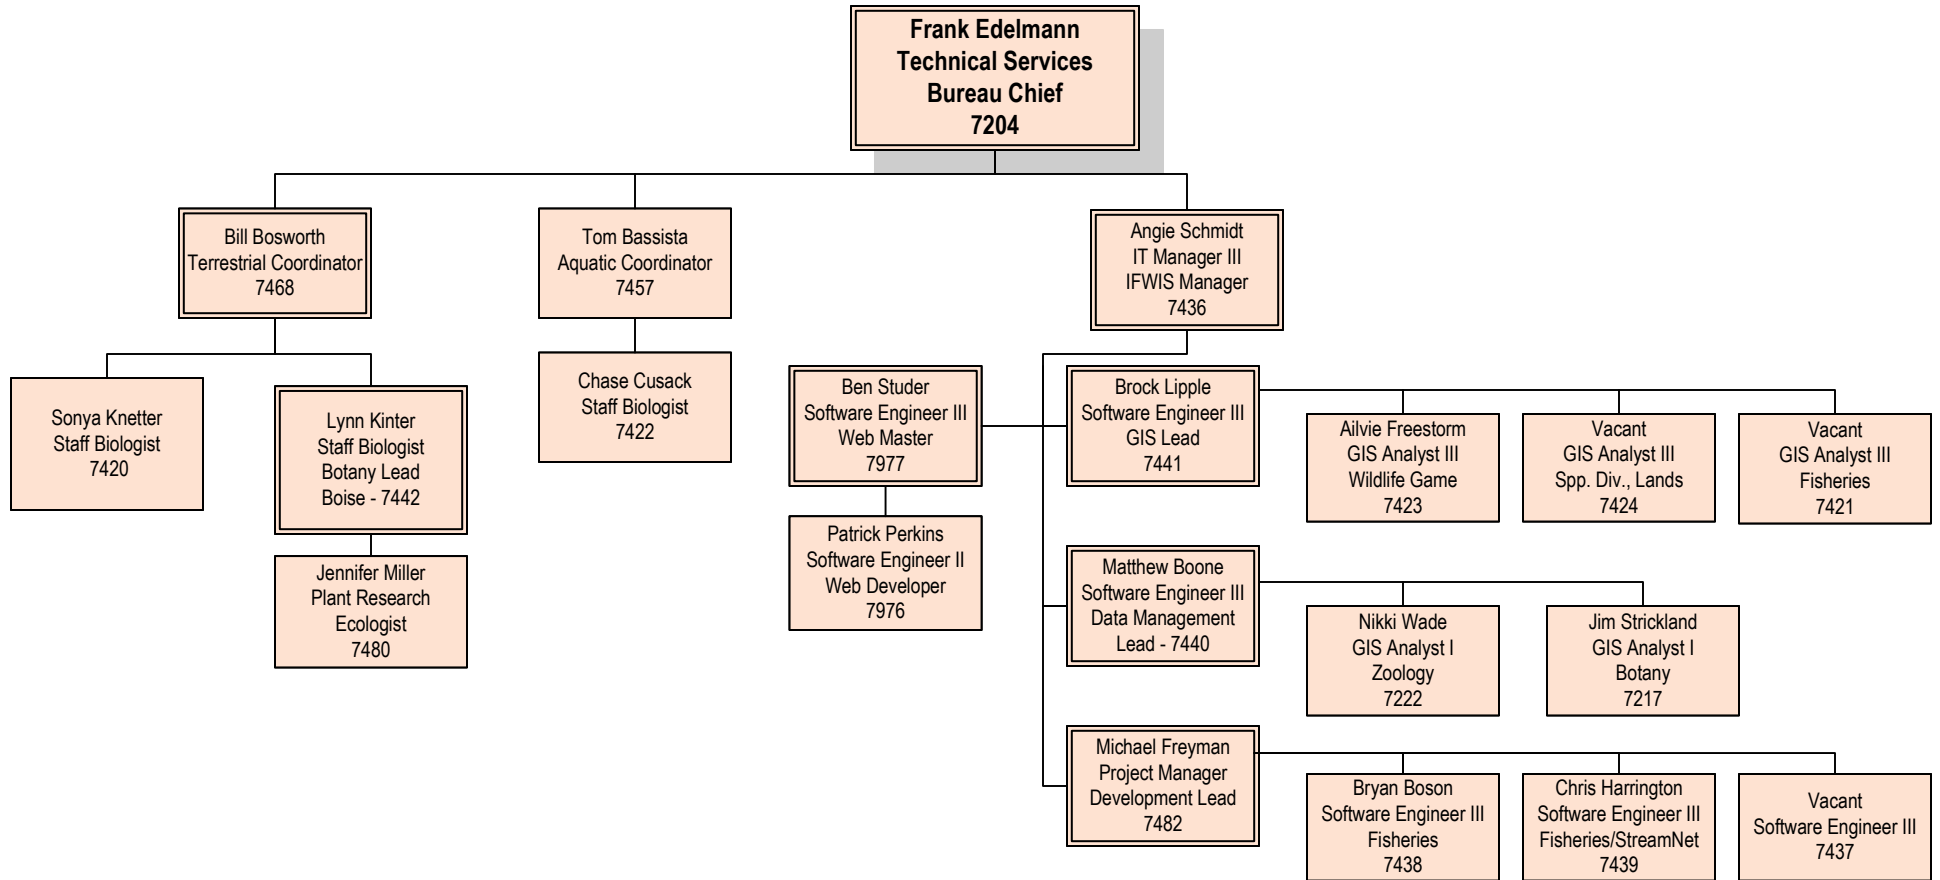 Frank Edelmann
Technical Services
Bureau Chief
7204
Bill Bosworth
Terrestrial Coordinator
7468
Tom Bassista
Aquatic Coordinator
7457
Angie Schmidt
IT Manager III
IFWIS Manager
7436
Sonya Knetter
Staff Biologist
7420
Lynn Kinter
Staff Biologist
Botany Lead
Boise - 7442
Jennifer Miller
Plant Research
Ecologist
7480
Chase Cusack
Staff Biologist
7422
Ben Studer
Software Engineer III
Web Master
7977
Patrick Perkins
Software Engineer II
Web Developer
7976
Brock Lipple
Software Engineer III
GIS Lead
7441
Ailvie Freestorm
GIS Analyst III
Wildlife Game
7423
Vacant
GIS Analyst III
Spp. Div., Lands
7424
Vacant
GIS Analyst III
Fisheries
7421
Matthew Boone
Software Engineer III
Data Management
Lead - 7440
Nikki Wade
GIS Analyst I
Zoology
7222
Jim Strickland
GIS Analyst I
Botany
7217
Michael Freyman
Project Manager
Development Lead
7482
Bryan Boson
Software Engineer III
Fisheries
7438
Chris Harrington
Software Engineer III
Fisheries/StreamNet
7439
Vacant
Software Engineer III
7437